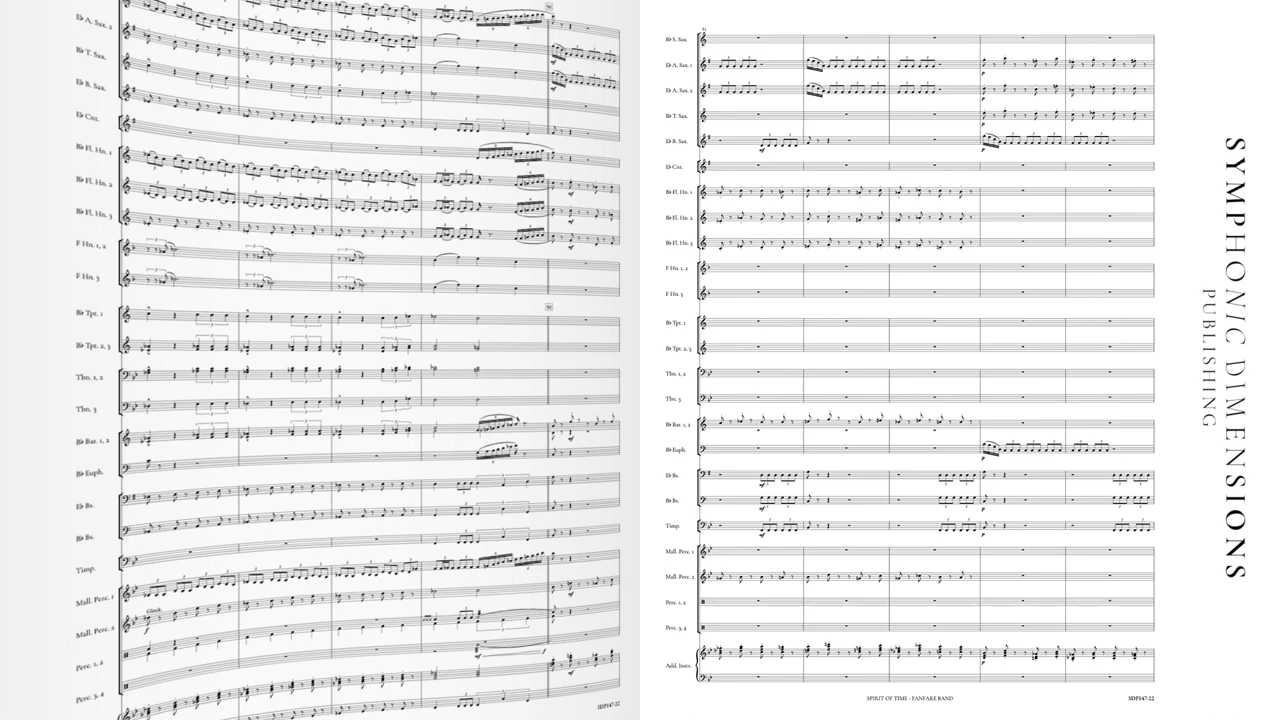 E♭ A. Sax. 2
B♭ T. Sax.
E♭ B. Sax.
E♭ Cnt.
B♭ Fl. Hn. 1
B♭ Fl. Hn. 2
B♭ Fl. Hn. 3
F Hn. 1, 2
F Hn. 3
B♭ Tpt. 1
B♭ Tpt. 2, 3
Tbn. 1, 2
Tbn. 3
B♭ Bar. 1, 2
B♭ Euph.
E♭ Bs.
B♭ Bs.
Timp.
Mall. Perc. 1
Glock.
Mall. Perc. 2
Perc. 1, 2
Perc. 3, 4
50
50
SDP147-22
51
B♭ S. Sax.
E♭ A. Sax. 1
E♭ A. Sax. 2
B♭ T. Sax.
E♭ B. Sax.
E♭ Cnt.
B♭ Fl. Hn. 1
B♭ Fl. Hn. 2
B♭ Fl. Hn. 3
F Hn. 1, 2
F Hn. 3
B♭ Tpt. 1
B♭ Tpt. 2, 3
Tbn. 1, 2
Tbn. 3
B♭ Bar. 1, 2
B♭ Euph.
E♭ Bs.
B♭ Bs.
Timp.
Mall. Perc. 1
Mall. Perc. 2
Perc. 1, 2
Perc. 3, 4
Add. Instr.
SPIRIT OF TIME - FANFARE BAND
SDP147-22
SYMPHONIC DIMENSIONS
PUBLISHING